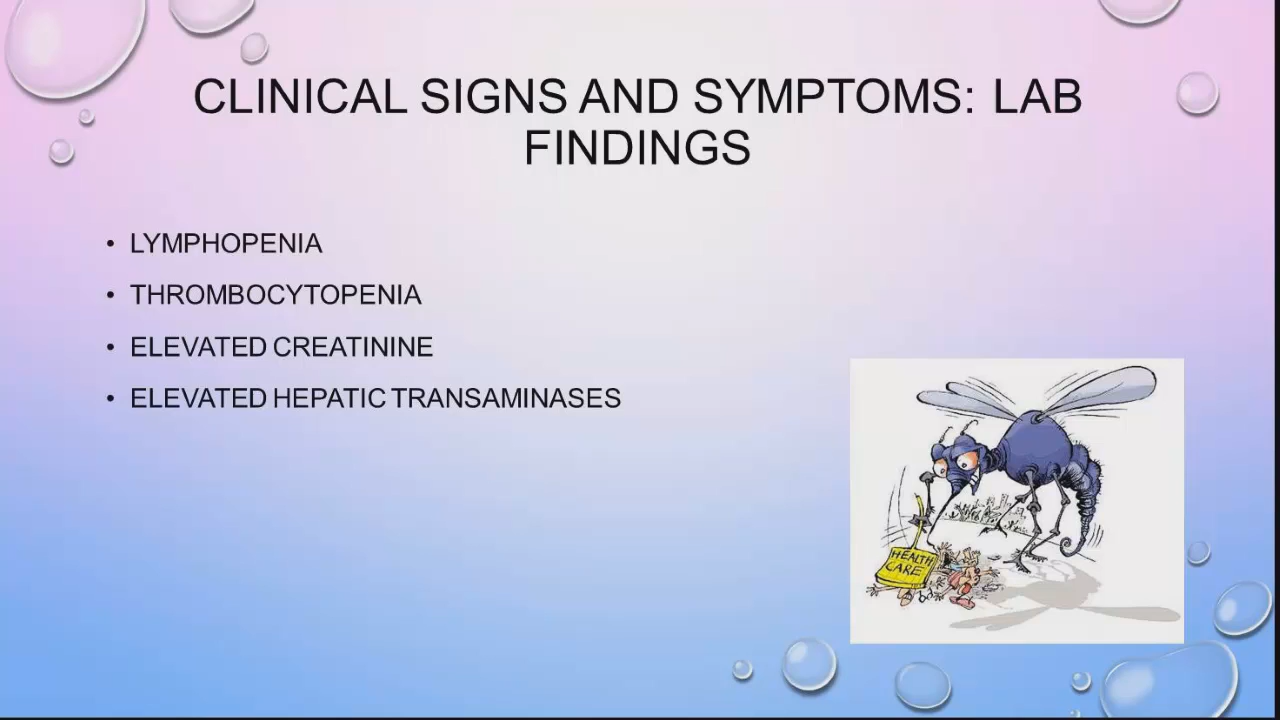 CLINICAL SIGNS AND SYMPTOMS: LAB
FINDINGS
• LYMPHOPENIA
• THROMBOCYTOPENIA
• ELEVATED CREATININE
• ELEVATED HEPATIC TRANSAMINASES
HEALTH
CARE